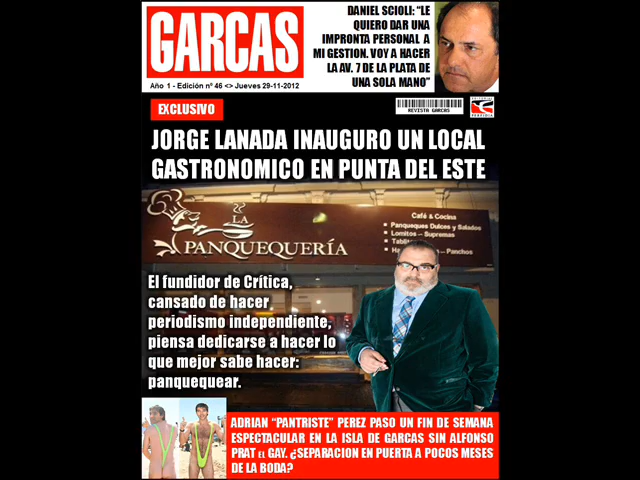 GARCAS
Año 1 - Edición nº 46 <> Jueves 29-11-2012
DANIEL SCIOLI: “LE
QUIERO DAR UNA
IMPRONTA PERSONAL A
MI GESTION. VOY A HACER
LA AV. 7 DE LA PLATA DE
UNA SOLA MANO”
EXCLUSIVO
REVISTA GARCAS
JORGE LANADA INAUGURO UN LOCAL
GASTRONOMICO EN PUNTA DEL ESTE
LA
PANQUEQUERÍA
Café & Cocina
Panqueques Dulces y Salados
Lomitos – Supremas
Panchos
El fundidor de Crítica,
cansado de hacer
periodismo independiente,
piensa dedicarse a hacer lo
que mejor sabe hacer:
panquequear.
ADRIAN “PANTRISTE” PEREZ PASO UN FIN DE SEMANA
ESPECTACULAR EN LA ISLA DE GARCAS SIN ALFONSO
PRAT EL GAY. ¿SEPARACION EN PUERTA A POCOS MESES
DE LA BODA?